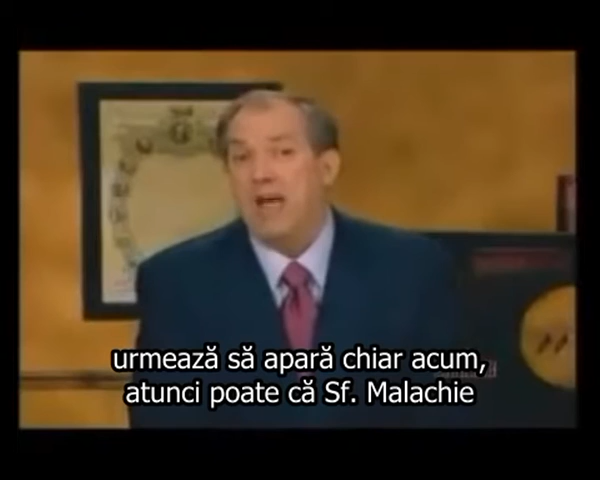 urmează să apară chiar acum,
atunci poate că Sf. Malachie